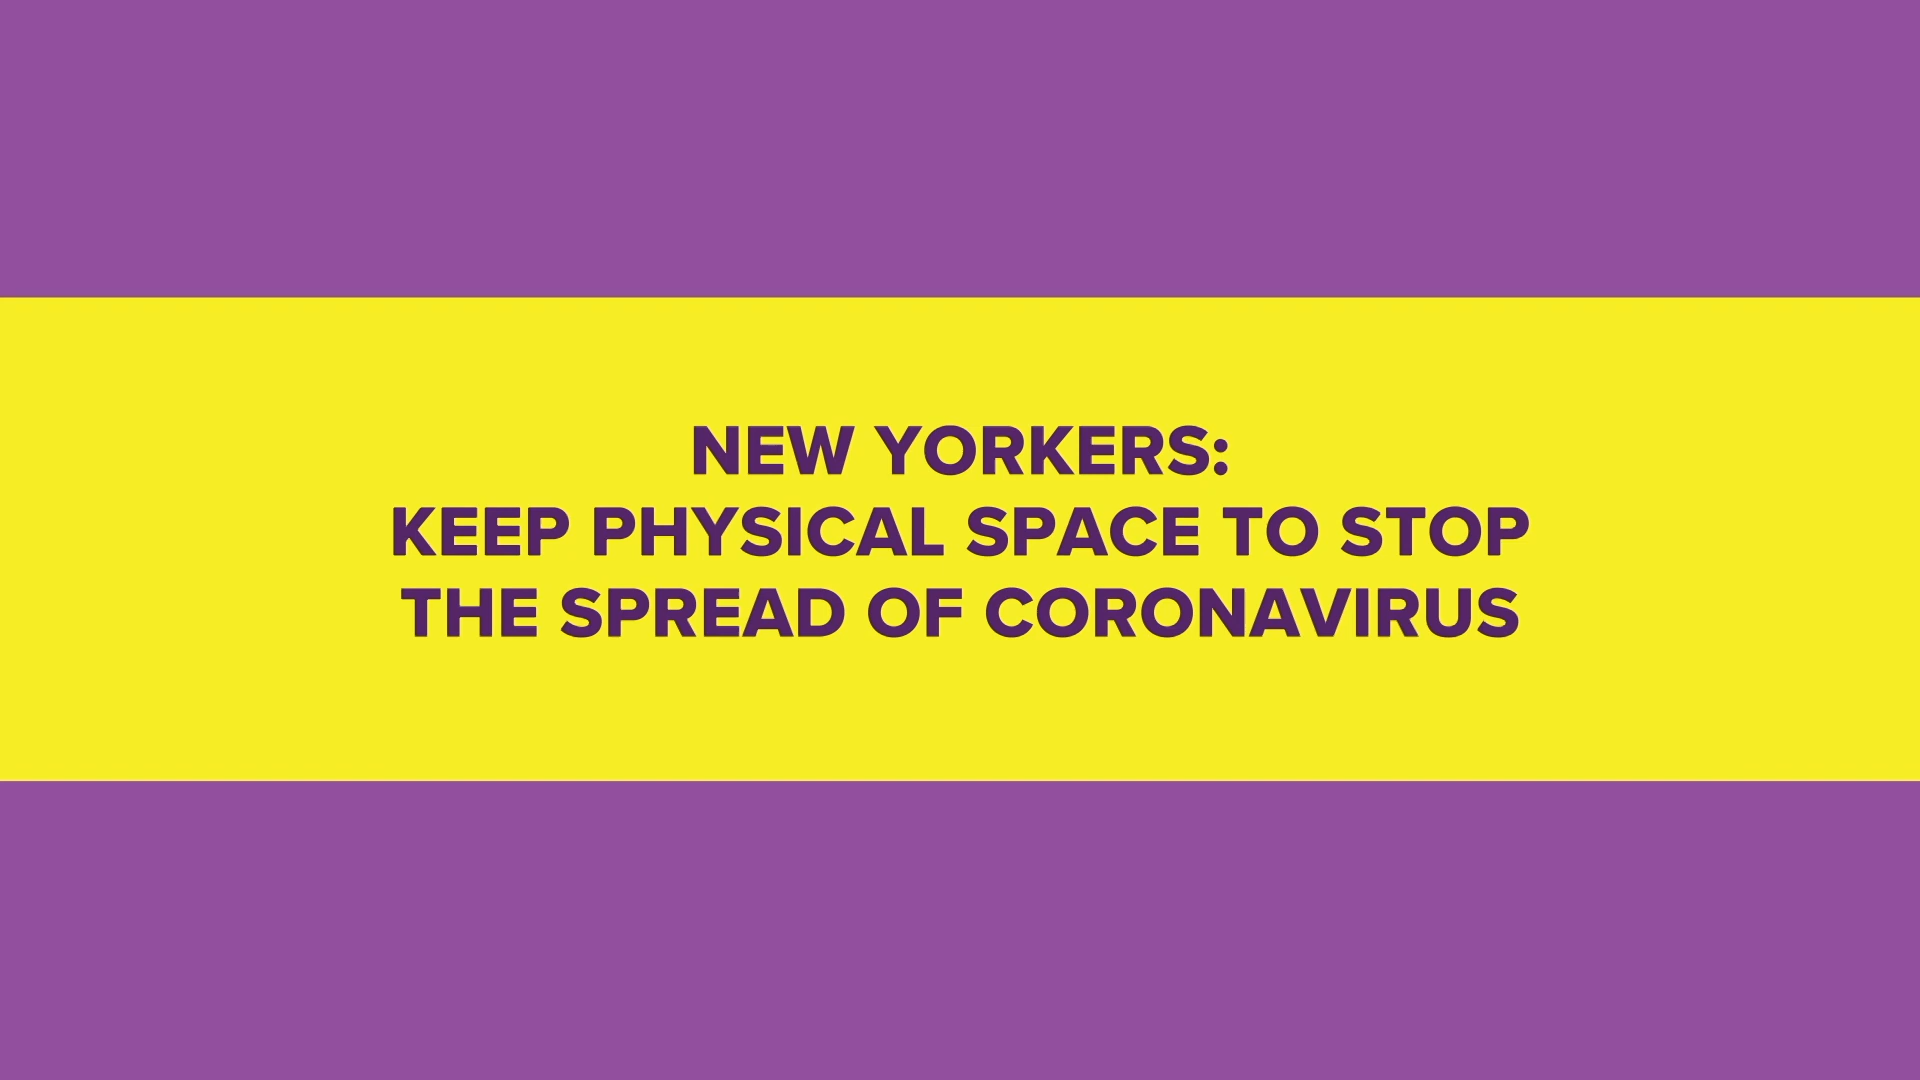 NEW YORKERS:
KEEP PHYSICAL SPACE TO STOP
THE SPREAD OF CORONAVIRUS